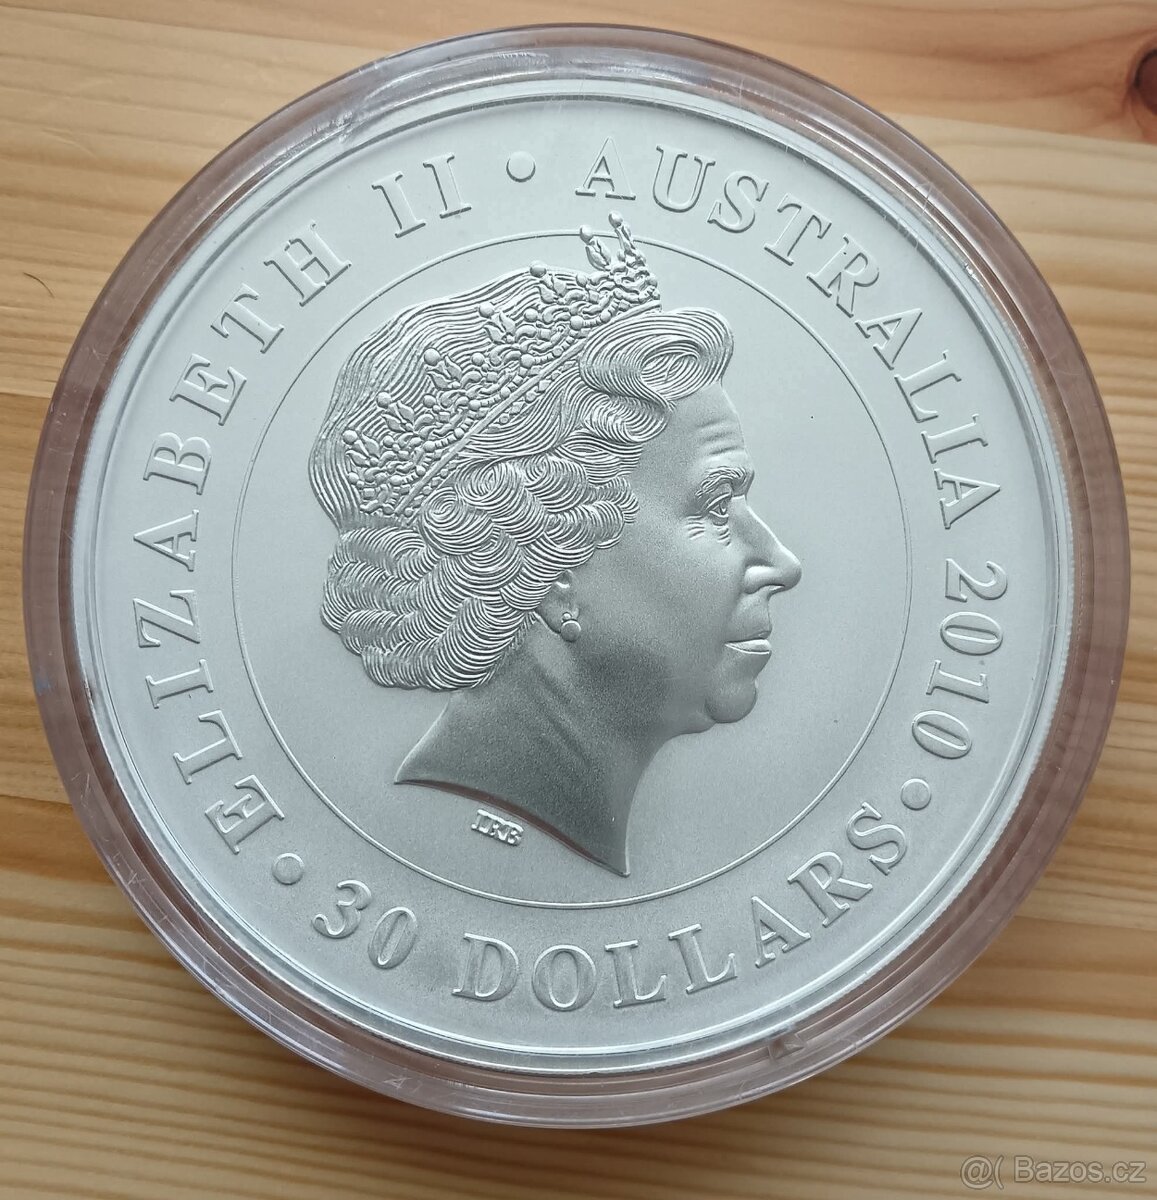 ELIZABETH II • AUSTRALIA 2010 •
• 30 DOLLARS
IRB
@( Bazos.cz